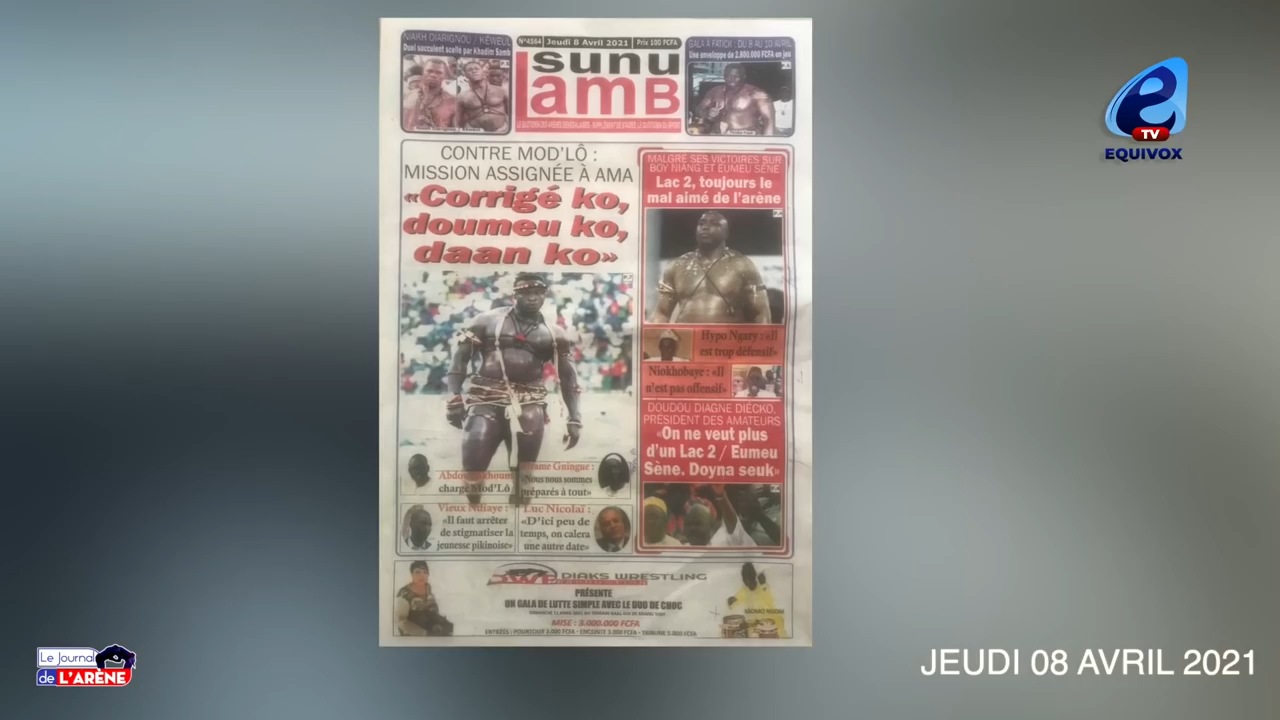 NIAKH DIARIGNOU / KÉWEUL
Duel succulent scellé par Khadim Samb
N°4564 Jeudi 8 Avril 2021 Prix 100 FCFA
sunu
lamB
GALA À FATICK : DU 8 AU 10 AVRIL
Une enveloppe de 2.800.000 FCFA en jeu
CONTRE MOD'LÔ :
MISSION ASSIGNÉE À AMA
«Corrigé ko,
doumeu ko,
daan ko»
MALGRÉ SES VICTOIRES SUR
BOY NIANG ET EUMEU SÈNE
Lac 2, toujours le
mal aimé de l'arène
Hypo Ngary : «Il
est trop défensif»
Niokhobaye : «Il
n'est pas offensif»
DOUDOU DIAGNE DIÉCKO,
PRÉSIDENT DES AMATEURS
«On ne veut plus
d'un Lac 2 / Eumeu
Sène. Doyna seuk»
charge Mod'Lô
Gningue :
«Nous nous sommes
préparés à tout»
Vieux Ndiaye :
«Il faut arrêter
de stigmatiser la
jeunesse pikinoise»
Luc Nicolaï :
«D'ici peu de
temps, on calera
une autre date»
DIAKS WRESTLING
PRÉSENTE
UN GALA DE LUTTE SIMPLE AVEC LE DUO DE CHOC
MISE : 3.000.000 FCFA
e
TV
EQUIVOX
Le Journal
de L'ARÈNE
JEUDI 08 AVRIL 2021